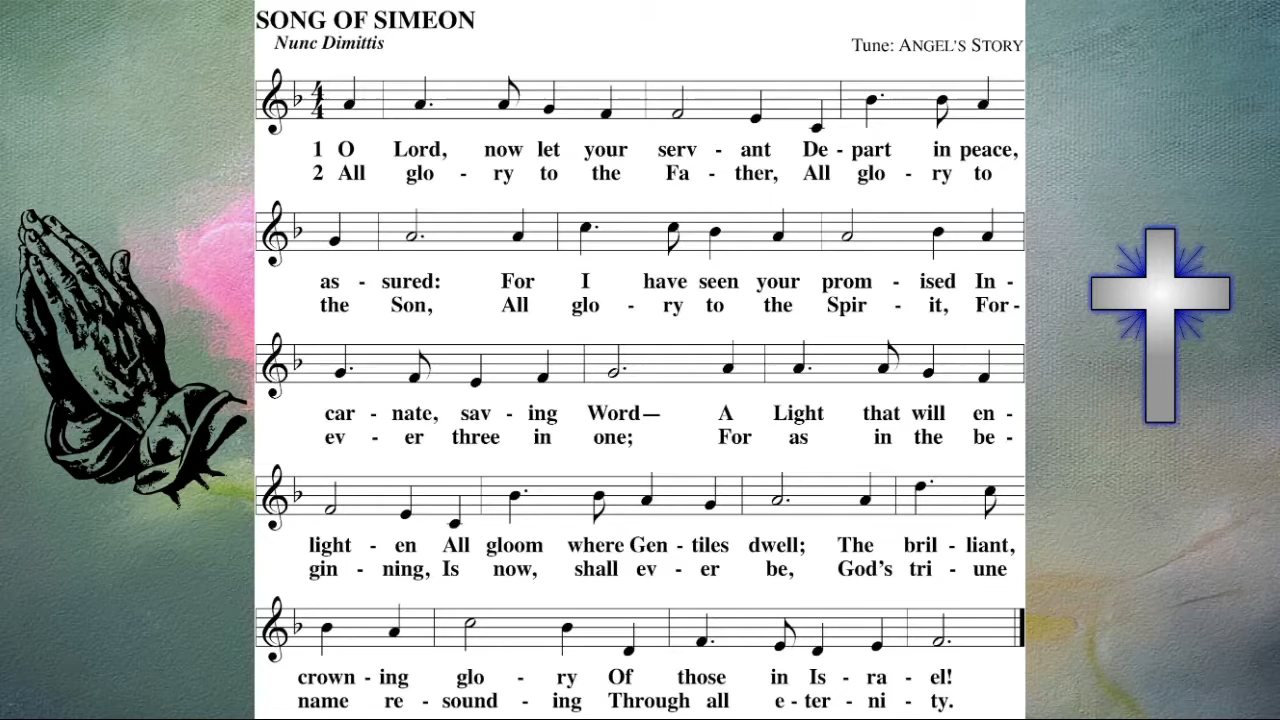 SONG OF SIMEON
Nunc Dimittis
Tune: ANGEL'S STORY
1 O Lord, now let your serv - ant De - part in peace,
2 All glo - ry to the Fa - ther, All glo - ry to
as - sured: For I have seen your prom - ised In -
the Son, All glo - ry to the Spir - it, For -
car - nate, sav - ing Word— A Light that will en -
ev - er three in one; For as in the be -
light - en All gloom where Gen - tiles dwell; The bril - liant,
gin - ning, Is now, shall ev - er be, God's tri - une
crown - ing glo - ry Of those in Is - ra - el!
name re - sound - ing Through all e - ter - ni - ty.